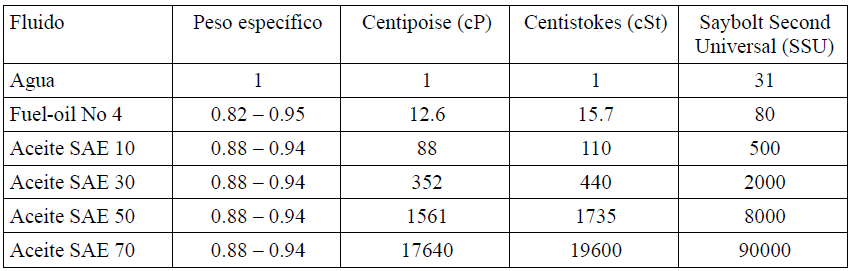 Fluido Peso específico Centipoise (cP) Centistokes (cSt) Saybolt Second
Universal (SSU)
Agua 1 1 1 31
Fuel-oil No 4 0.82 – 0.95 12.6 15.7 80
Aceite SAE 10 0.88 – 0.94 88 110 500
Aceite SAE 30 0.88 – 0.94 352 440 2000
Aceite SAE 50 0.88 – 0.94 1561 1735 8000
Aceite SAE 70 0.88 – 0.94 17640 19600 90000